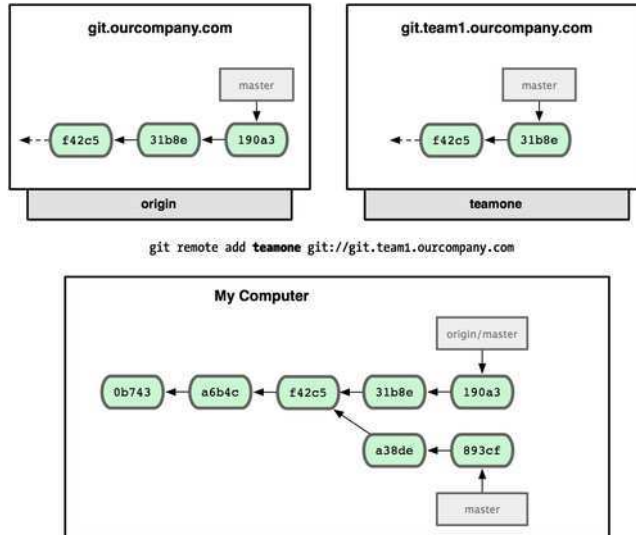 git.ourcompany.com
master
f42c5 31b8e 190a3
origin
git.team1.ourcompany.com
master
f42c5 31b8e
teamone
git remote add teamone git://git.team1.ourcompany.com
My Computer
origin/master
0b743 a6b4c f42c5 31b8e 190a3
a38de 893cf
master